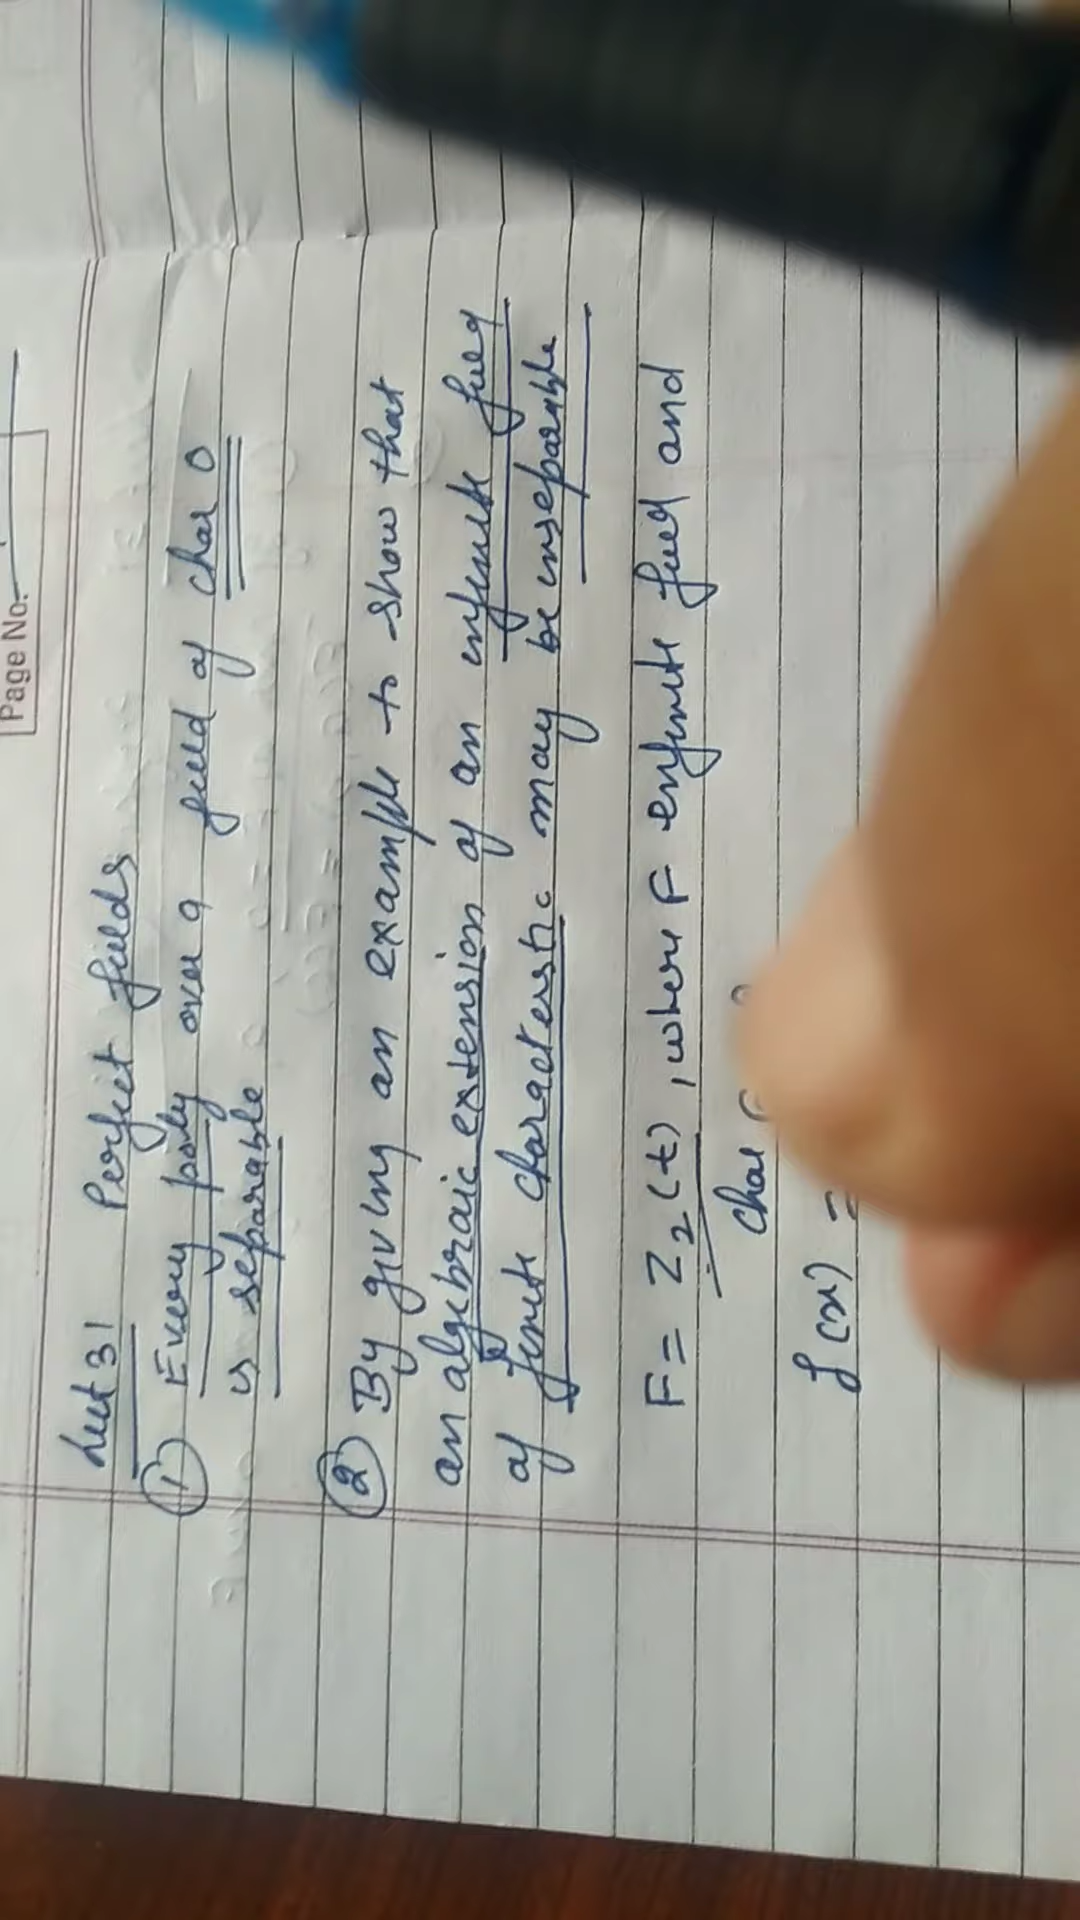 Page No.
Lect 31 Perfect fields
① Every poly over a field of char 0
is separable
② By giving an example to show that
an algebraic extension of an infinite field
of finite characteristic may be inseparable
F = Z₂(t), where F infinite field and
char
f(x) =